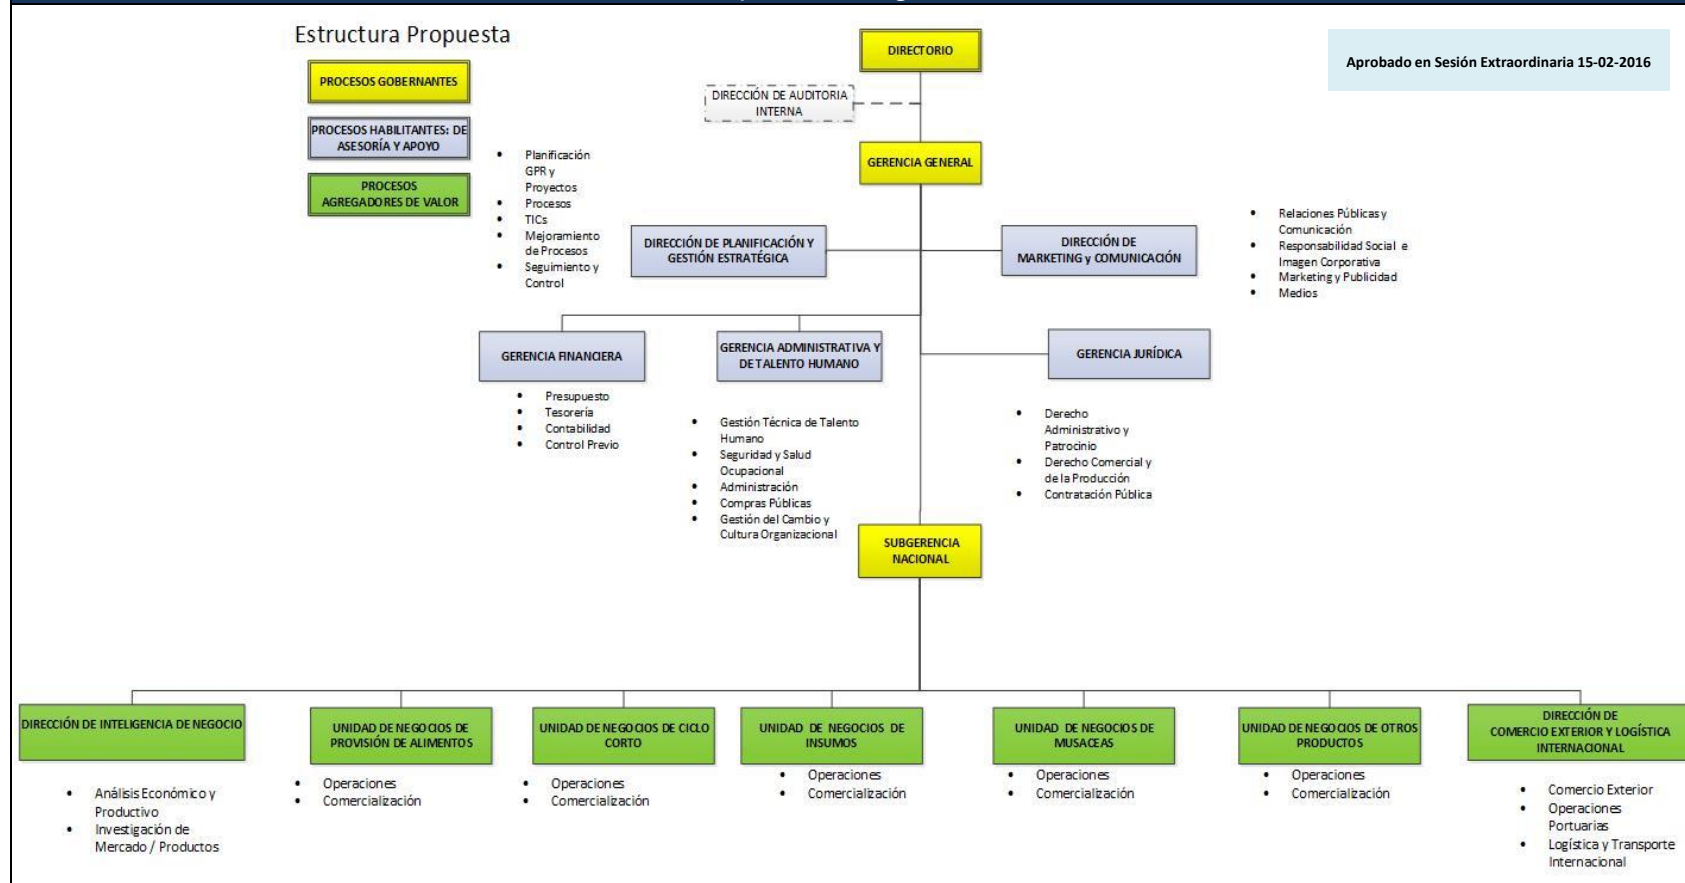 Estructura Propuesta
DIRECTORIO
Aprobado en Sesión Extraordinaria 15-02-2016
PROCESOS GOBERNANTES
DIRECCIÓN DE AUDITORIA
INTERNA
PROCESOS HABILITANTES: DE
ASESORÍA Y APOYO
GERENCIA GENERAL
PROCESOS
AGREGADORES DE VALOR
• Planificación
GPR y
Proyectos
• Procesos
• TICs
• Mejoramiento
de Procesos
• Seguimiento y
Control
DIRECCIÓN DE PLANIFICACIÓN Y
GESTIÓN ESTRATÉGICA
DIRECCIÓN DE
MARKETING y COMUNICACIÓN
• Relaciones Públicas y
Comunicación
• Responsabilidad Social e
Imagen Corporativa
• Marketing y Publicidad
• Medios
GERENCIA FINANCIERA
• Presupuesto
• Tesorería
• Contabilidad
• Control Previo
GERENCIA ADMINISTRATIVA Y
DE TALENTO HUMANO
• Gestión Técnica de Talento
Humano
• Seguridad y Salud
Ocupacional
• Administración
• Compras Públicas
• Gestión del Cambio y
Cultura Organizacional
GERENCIA JURÍDICA
• Derecho
Administrativo y
Patrocinio
• Derecho Comercial y
de la Producción
• Contratación Pública
SUBGERENCIA
NACIONAL
DIRECCIÓN DE INTELIGENCIA DE NEGOCIO
• Análisis Económico y
Productivo
• Investigación de
Mercado / Productos
UNIDAD DE NEGOCIOS DE
PROVISIÓN DE ALIMENTOS
• Operaciones
• Comercialización
UNIDAD DE NEGOCIOS DE CICLO
CORTO
• Operaciones
• Comercialización
UNIDAD DE NEGOCIOS DE
INSUMOS
• Operaciones
• Comercialización
UNIDAD DE NEGOCIOS DE
MUSACEAS
• Operaciones
• Comercialización
UNIDAD DE NEGOCIOS DE OTROS
PRODUCTOS
• Operaciones
• Comercialización
DIRECCIÓN DE
COMERCIO EXTERIOR Y LOGÍSTICA
INTERNACIONAL
• Comercio Exterior
• Operaciones
Portuarias
• Logística y Transporte
Internacional